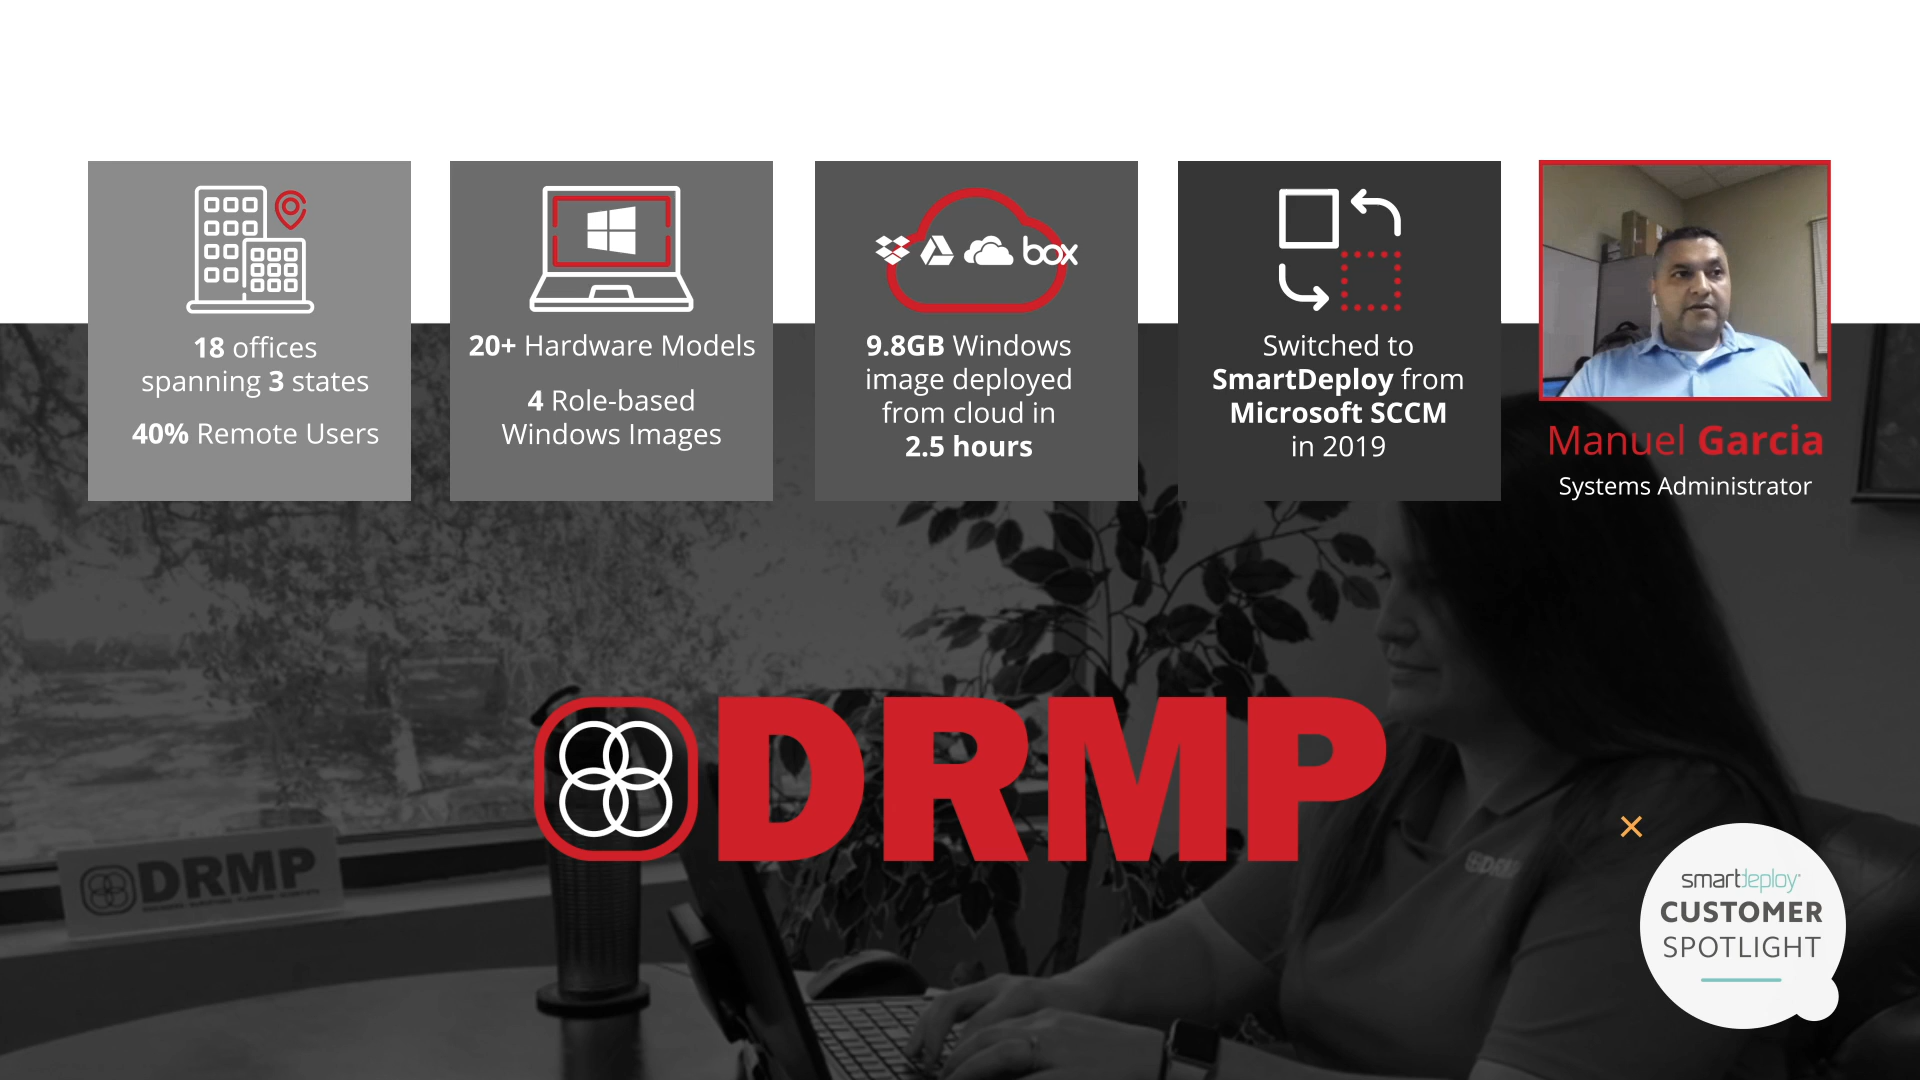 18 offices
spanning 3 states
40% Remote Users
20+ Hardware Models
4 Role-based
Windows Images
box
9.8GB Windows
image deployed
from cloud in
2.5 hours
Switched to
SmartDeploy from
Microsoft SCCM
in 2019
Manuel Garcia
Systems Administrator
DRMP
DRMP
DRMP
smartdeploy
CUSTOMER
SPOTLIGHT